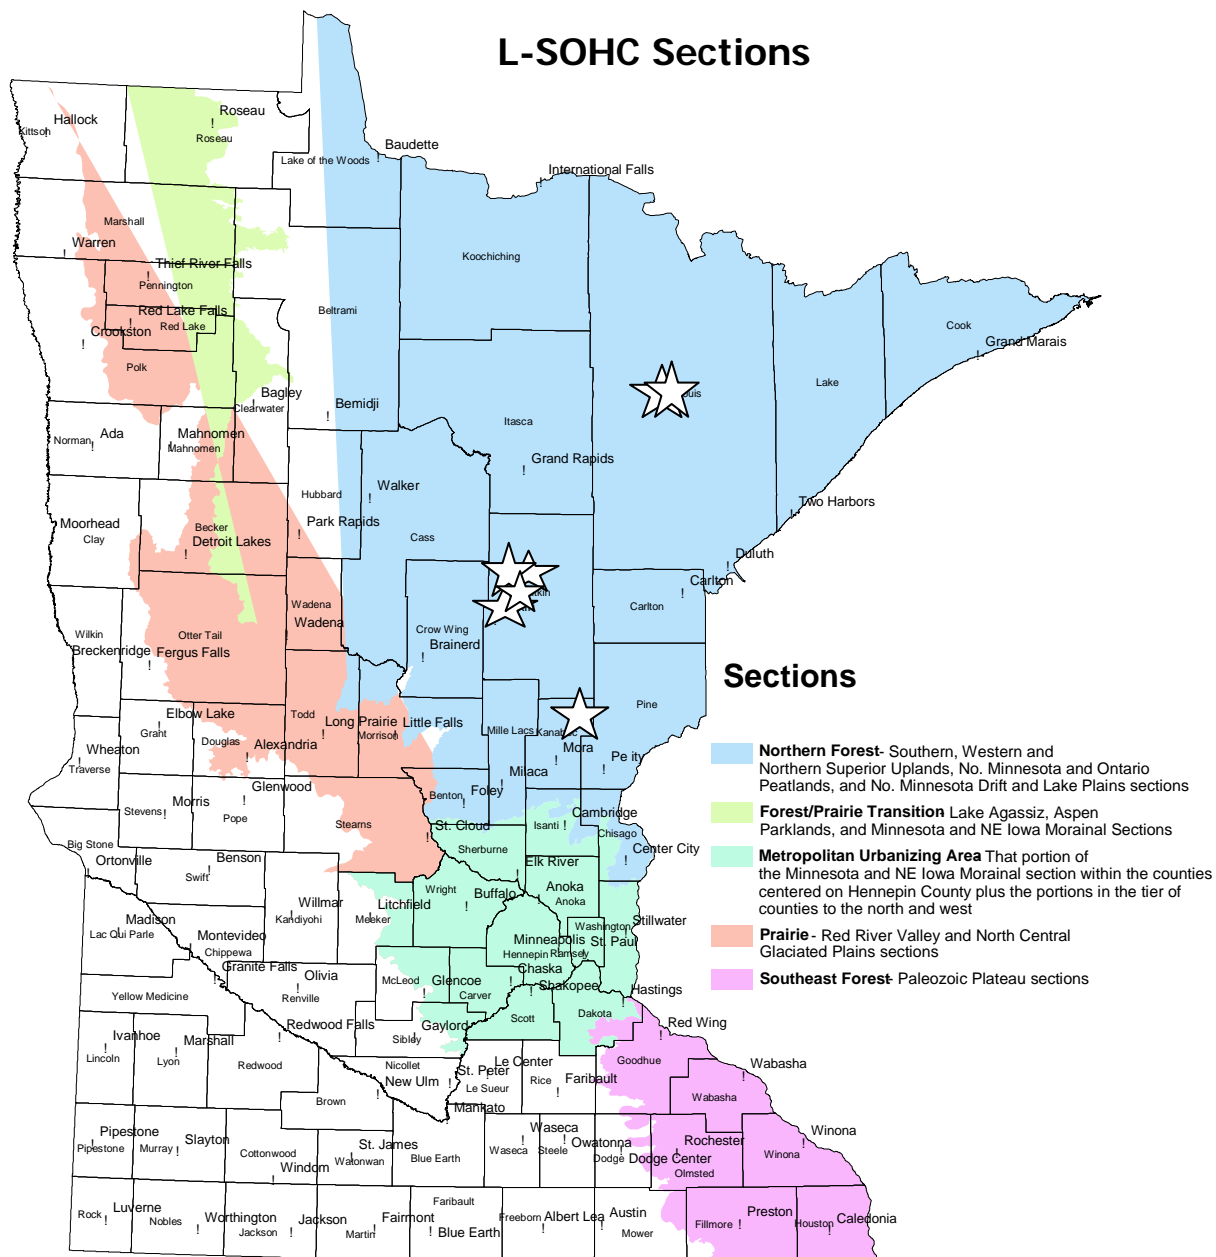 L-SOHC Sections
Roseau
Hallock
Kittson
Roseau
Baudette
Lake of the Woods
International Falls
Marshall
Warren
Koochiching
Thief River Falls
Pennington
Red Lake Falls
Red Lake
Crookston
Beltrami
Cook
Grand Marais
Polk
Lake
Bagley
Clearwater
Bemidji
Itasca
Ada
Norman
Mahnomen
Mahnomen
Grand Rapids
Walker
Hubbard
Two Harbors
Moorhead
Clay
Becker
Detroit Lakes
Park Rapids
Cass
Duluth
Carlton
Carlton
Wadena
Wadena
Crow Wing
Brainerd
Wilkin
Breckenridge
Otter Tail
Fergus Falls
Sections
Pine
Elbow Lake
Grant
Douglas
Alexandria
Todd
Long Prairie
Morrison
Little Falls
Mille Lacs
Kanabec
Mora
Wheaton
Traverse
Milaca
Pe ity
Northern Forest- Southern, Western and
Northern Superior Uplands, No. Minnesota and Ontario
Peatlands, and No. Minnesota Drift and Lake Plains sections
Glenwood
Morris
Stevens
Pope
Benton
Foley
Cambridge
Isanti
Chisago
Forest/Prairie Transition- Lake Agassiz, Aspen
Parklands, and Minnesota and NE Iowa Morainal Sections
Stearns
St. Cloud
Sherburne
Center City
Big Stone
Ortonville
Benson
Swift
Elk River
Metropolitan Urbanizing Area- That portion of
the Minnesota and NE Iowa Morainal section within the counties
centered on Hennepin County plus the portions in the tier of
counties to the north and west
Wright
Buffalo
Anoka
Anoka
Willmar
Kandiyohi
Litchfield
Meeker
Stillwater
Washington
Madison
Lac Qui Parle
Montevideo
Chippewa
Minneapolis
St. Paul
Hennepin
Ramsey
Prairie - Red River Valley and North Central
Glaciated Plains sections
Granite Falls
Olivia
Renville
McLeod
Glencoe
Carver
Chaska
Shakopee
Southeast Forest- Paleozoic Plateau sections
Hastings
Yellow Medicine
Scott
Dakota
Redwood Falls
Gaylord
Sibley
Red Wing
Ivanhoe
Lincoln
Marshall
Lyon
Redwood
Nicollet
New Ulm
St. Peter
Le Center
Le Sueur
Rice
Faribault
Goodhue
Wabasha
Wabasha
Brown
Mankato
Pipestone
Pipestone
Slayton
Murray
Cottonwood
Windom
St. James
Watonwan
Blue Earth
Waseca
Waseca
Steele
Owatonna
Dodge
Dodge Center
Rochester
Olmsted
Winona
Winona
Luverne
Rock
Nobles
Worthington
Jackson
Jackson
Fairmont
Martin
Faribault
Blue Earth
Freeborn
Albert Lea
Austin
Mower
Preston
Fillmore
Houston
Caledonia